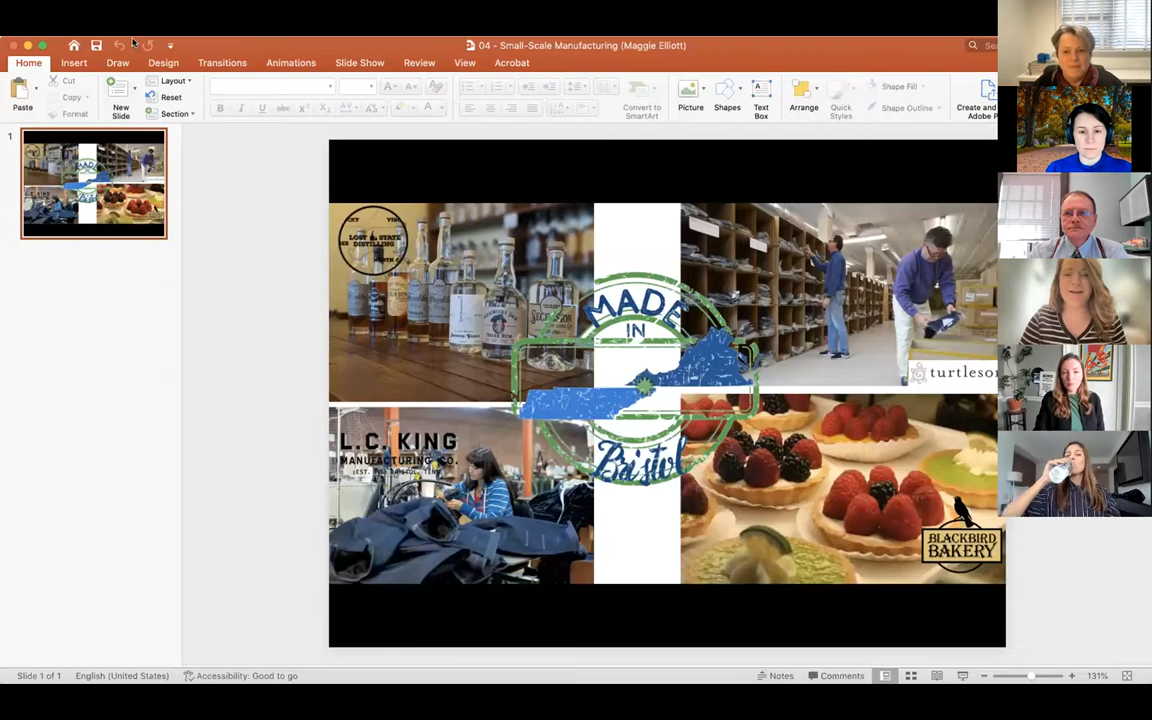 04 - Small-Scale Manufacturing (Maggie Elliott)
Home Insert Draw Design Transitions Animations Slide Show Review View Acrobat
Paste
Cut
Copy
Format
New
Slide
Layout
Reset
Section
Convert to
SmartArt
Picture
Shapes
Text
Box
Arrange
Quick
Styles
Shape Fill
Shape Outline
Create and
Adobe P
1
LOST STATE
DISTILLING
MADE
IN
Bristol
turtleso
L.C. KING
MANUFACTURING CO.
BLACKBIRD
BAKERY
Slide 1 of 1 English (United States) Accessibility: Good to go Notes Comments 131%